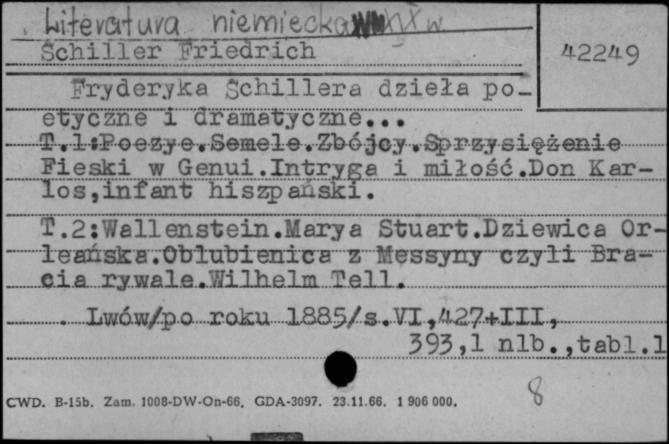 Literatura niemiecka
Schiller Friedrich
42249
Fryderyka Schillera dzieła po-
etyczne i dramatyczne...
T.1:Poezye.Semele.Zbójcy.Sprzysiężenie
Fieski w Genui.Intryga i miłość.Don Kar-
los,infant hiszpański.
T.2:Wallenstein.Marya Stuart.Dziewica Or-
leańska.Oblubienica z Messyny czyli Bra-
cia rywale.Wilhelm Tell.
Lwów/po roku 1885/s.VI,427+III,
393,1 nlb.,tabl.1
CWD. B-15b. Zam. 1008-DW-On-66. GDA-3097. 23.11.66. 1 906 000.
8